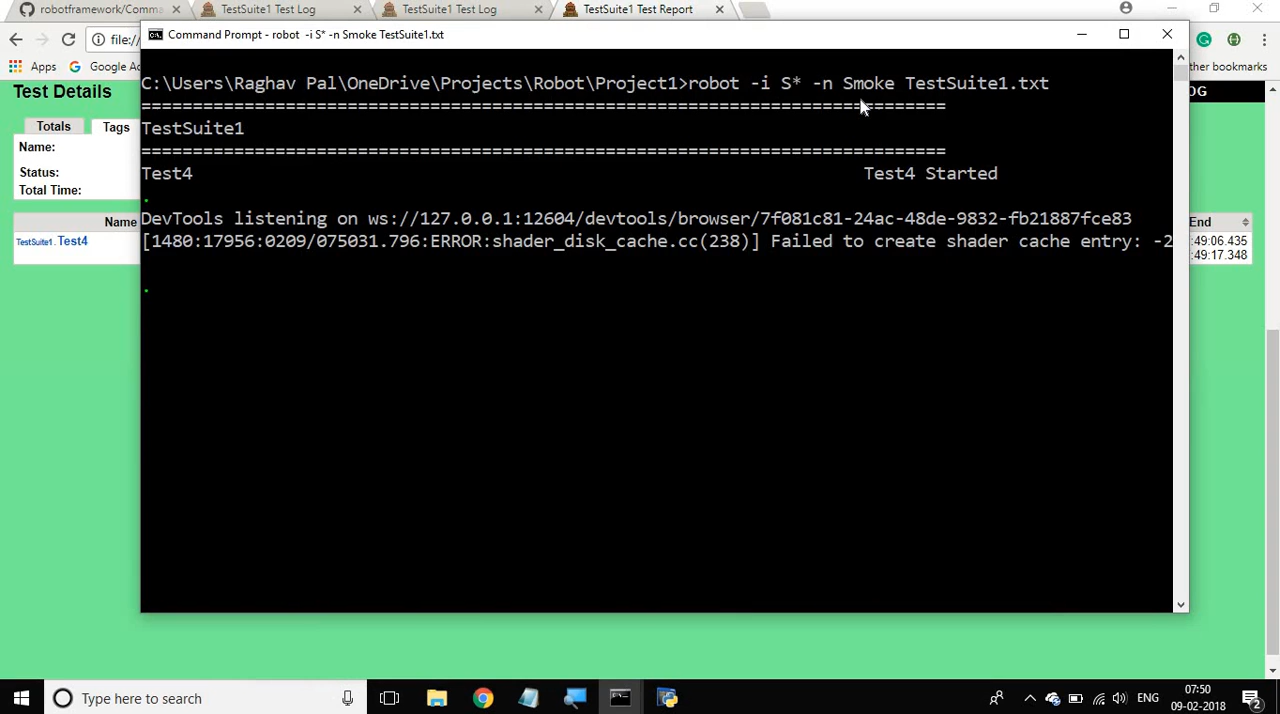 robotframework/Comma
TestSuite1 Test Log
TestSuite1 Test Log
TestSuite1 Test Report
file://
Apps
Google Ad
ther bookmarks
Command Prompt - robot -i S* -n Smoke TestSuite1.txt
C:\Users\Raghav Pal\OneDrive\Projects\Robot\Project1>robot -i S* -n Smoke TestSuite1.txt
==============================================================================
TestSuite1
==============================================================================
Test4 Test4 Started
.
DevTools listening on ws://127.0.0.1:12604/devtools/browser/7f081c81-24ac-48de-9832-fb21887fce83
[1480:17956:0209/075031.796:ERROR:shader_disk_cache.cc(238)] Failed to create shader cache entry: -2
.
Test Details
OG
Totals
Tags
Name:
Status:
Total Time:
Name
End
TestSuite1. Test4
:49:06.435
:49:17.348
Type here to search
ENG
07:50
09-02-2018
2